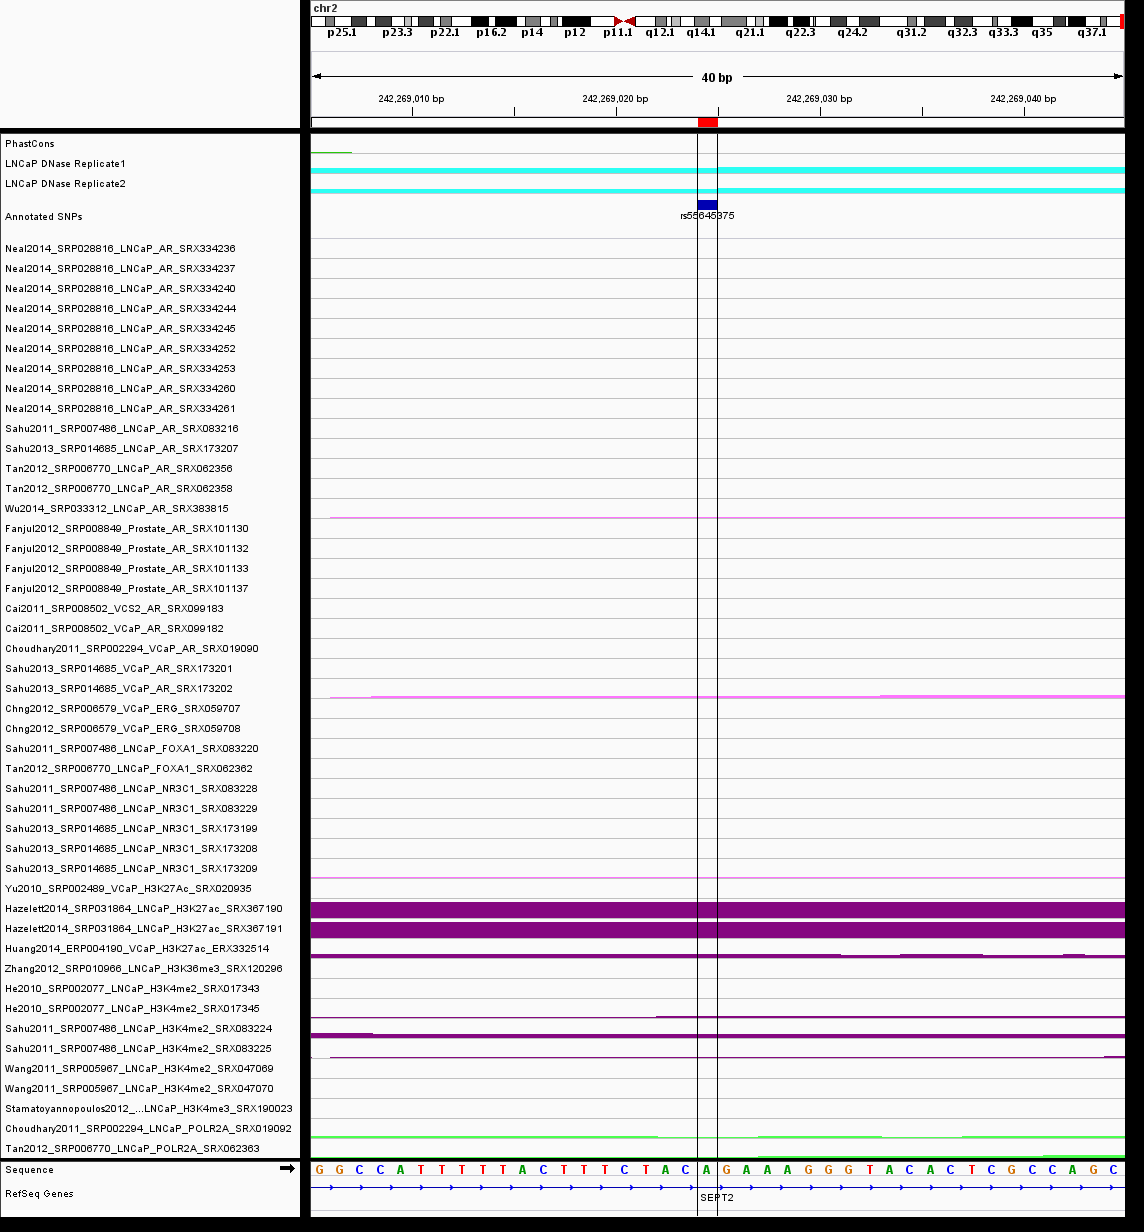 chr2
p25.1 p23.3 p22.1 p16.2 p14 p12 p11.1 q12.1 q14.1 q21.1 q22.3 q24.2 q31.2 q32.3 q33.3 q35 q37.1
40 bp
242,269,010 bp 242,269,020 bp 242,269,030 bp 242,269,040 bp
PhastCons
LNCaP DNase Replicate1
LNCaP DNase Replicate2
Annotated SNPs
rs55645375
Neal2014_SRP028816_LNCaP_AR_SRX334236
Neal2014_SRP028816_LNCaP_AR_SRX334237
Neal2014_SRP028816_LNCaP_AR_SRX334240
Neal2014_SRP028816_LNCaP_AR_SRX334244
Neal2014_SRP028816_LNCaP_AR_SRX334245
Neal2014_SRP028816_LNCaP_AR_SRX334252
Neal2014_SRP028816_LNCaP_AR_SRX334253
Neal2014_SRP028816_LNCaP_AR_SRX334260
Neal2014_SRP028816_LNCaP_AR_SRX334261
Sahu2011_SRP007486_LNCaP_AR_SRX083216
Sahu2013_SRP014685_LNCaP_AR_SRX173207
Tan2012_SRP006770_LNCaP_AR_SRX062356
Tan2012_SRP006770_LNCaP_AR_SRX062358
Wu2014_SRP033312_LNCaP_AR_SRX383815
Fanjul2012_SRP008849_Prostate_AR_SRX101130
Fanjul2012_SRP008849_Prostate_AR_SRX101132
Fanjul2012_SRP008849_Prostate_AR_SRX101133
Fanjul2012_SRP008849_Prostate_AR_SRX101137
Cai2011_SRP008502_VCS2_AR_SRX099183
Cai2011_SRP008502_VCaP_AR_SRX099182
Choudhary2011_SRP002294_VCaP_AR_SRX019090
Sahu2013_SRP014685_VCaP_AR_SRX173201
Sahu2013_SRP014685_VCaP_AR_SRX173202
Chng2012_SRP006579_VCaP_ERG_SRX059707
Chng2012_SRP006579_VCaP_ERG_SRX059708
Sahu2011_SRP007486_LNCaP_FOXA1_SRX083220
Tan2012_SRP006770_LNCaP_FOXA1_SRX062362
Sahu2011_SRP007486_LNCaP_NR3C1_SRX083228
Sahu2011_SRP007486_LNCaP_NR3C1_SRX083229
Sahu2013_SRP014685_LNCaP_NR3C1_SRX173199
Sahu2013_SRP014685_LNCaP_NR3C1_SRX173208
Sahu2013_SRP014685_LNCaP_NR3C1_SRX173209
Yu2010_SRP002489_VCaP_H3K27Ac_SRX020935
Hazelett2014_SRP031864_LNCaP_H3K27ac_SRX367190
Hazelett2014_SRP031864_LNCaP_H3K27ac_SRX367191
Huang2014_ERP004190_VCaP_H3K27ac_ERX332514
Zhang2012_SRP010966_LNCaP_H3K36me3_SRX120296
He2010_SRP002077_LNCaP_H3K4me2_SRX017343
He2010_SRP002077_LNCaP_H3K4me2_SRX017345
Sahu2011_SRP007486_LNCaP_H3K4me2_SRX083224
Sahu2011_SRP007486_LNCaP_H3K4me2_SRX083225
Wang2011_SRP005967_LNCaP_H3K4me2_SRX047069
Wang2011_SRP005967_LNCaP_H3K4me2_SRX047070
Stamatoyannopoulos2012_...LNCaP_H3K4me3_SRX190023
Choudhary2011_SRP002294_LNCaP_POLR2A_SRX019092
Tan2012_SRP006770_LNCaP_POLR2A_SRX062363
Sequence G G C C A T T T T T A C T T T C T A C A G A A A G G G T A C A C T C G C C A G C
RefSeq Genes
SEPT2